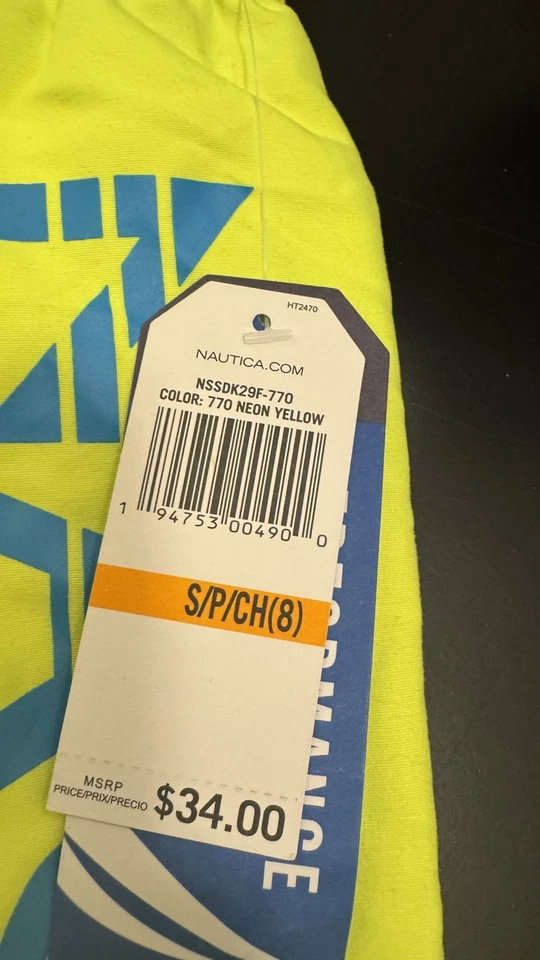 HT2470
NAUTICA.COM
NSSDK29F-770
COLOR: 770 NEON YELLOW
1 94753 00490 0
S/P/CH(8)
MSRP
PRICE/PRIX/PRECIO $34.00